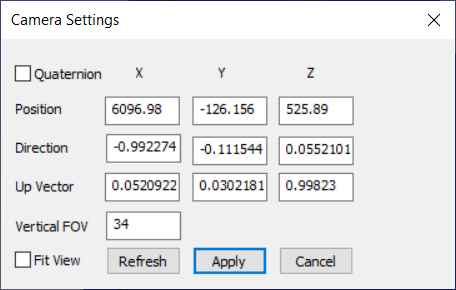 Camera Settings
Quaternion X Y Z
Position 6096.98 -126.156 525.89
Direction -0.992274 -0.111544 0.0552101
Up Vector 0.0520922 0.0302181 0.99823
Vertical FOV 34
Fit View Refresh Apply Cancel